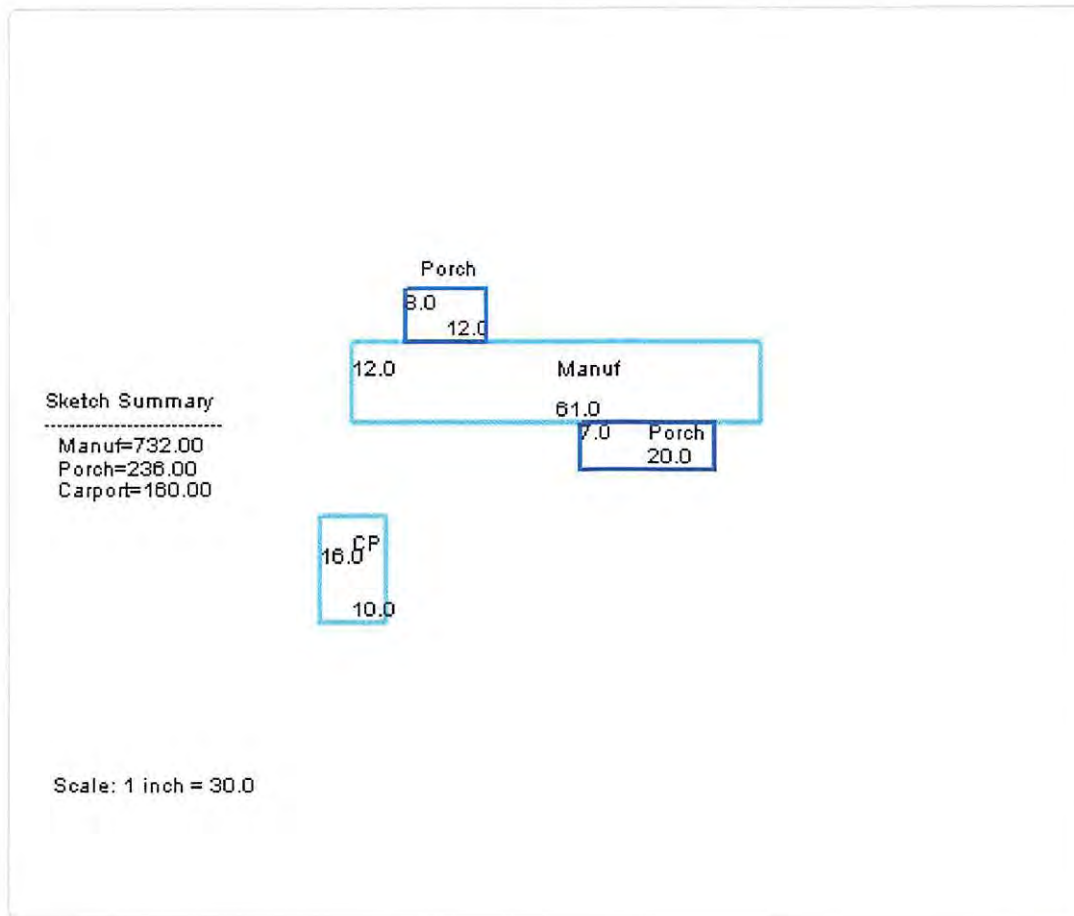 Porch
8.0
12.0
12.0 Manuf
61.0
7.0 Porch
20.0
Sketch Summary
Manuf=732.00
Porch=236.00
Carport=160.00
CP
16.0
10.0
Scale: 1 inch = 30.0